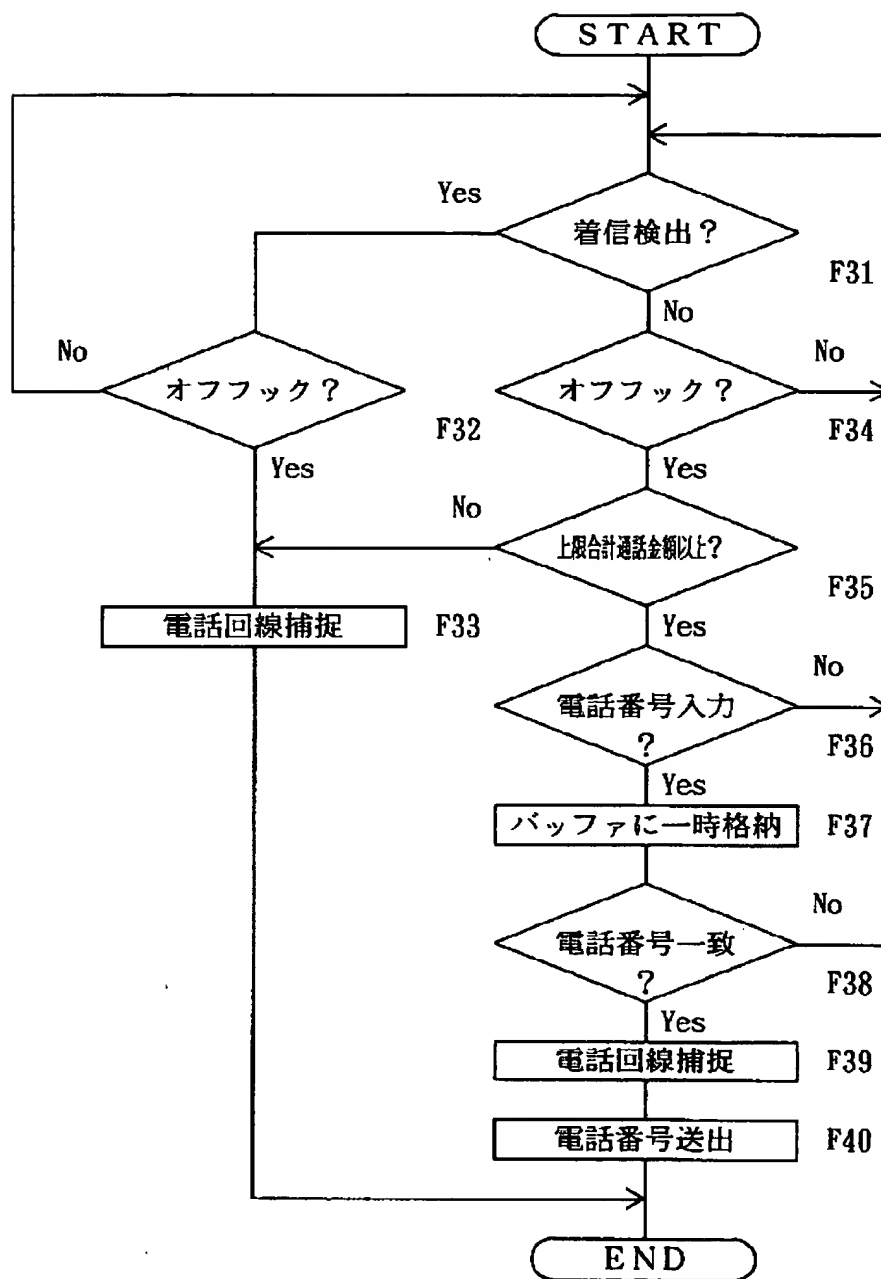 START
Yes
着信検出?
F31
No
No
オフフック?
F32
Yes
オフフック?
No
F34
Yes
No
上限合計通話金額以上?
F35
Yes
電話回線捕捉
F33
電話番号入力
?
No
F36
Yes
バッファに一時格納
F37
電話番号一致
?
No
F38
Yes
電話回線捕捉
F39
電話番号送出
F40
END